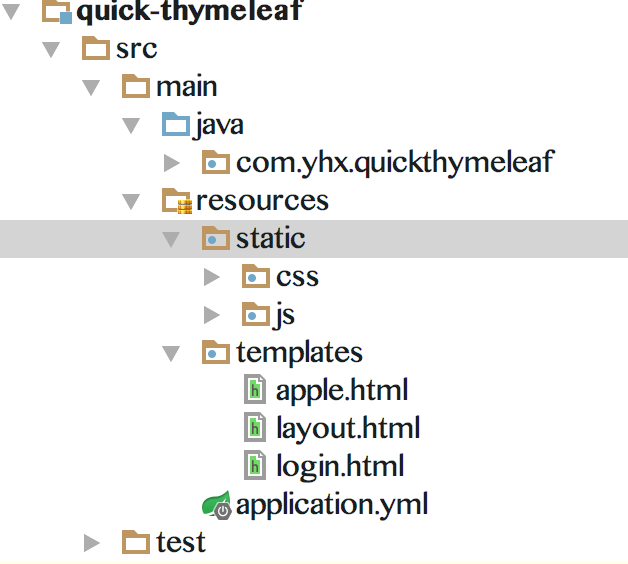 quick-thymeleaf
src
main
java
com.yhx.quickthymeleaf
resources
static
css
js
templates
apple.html
layout.html
login.html
application.yml
test